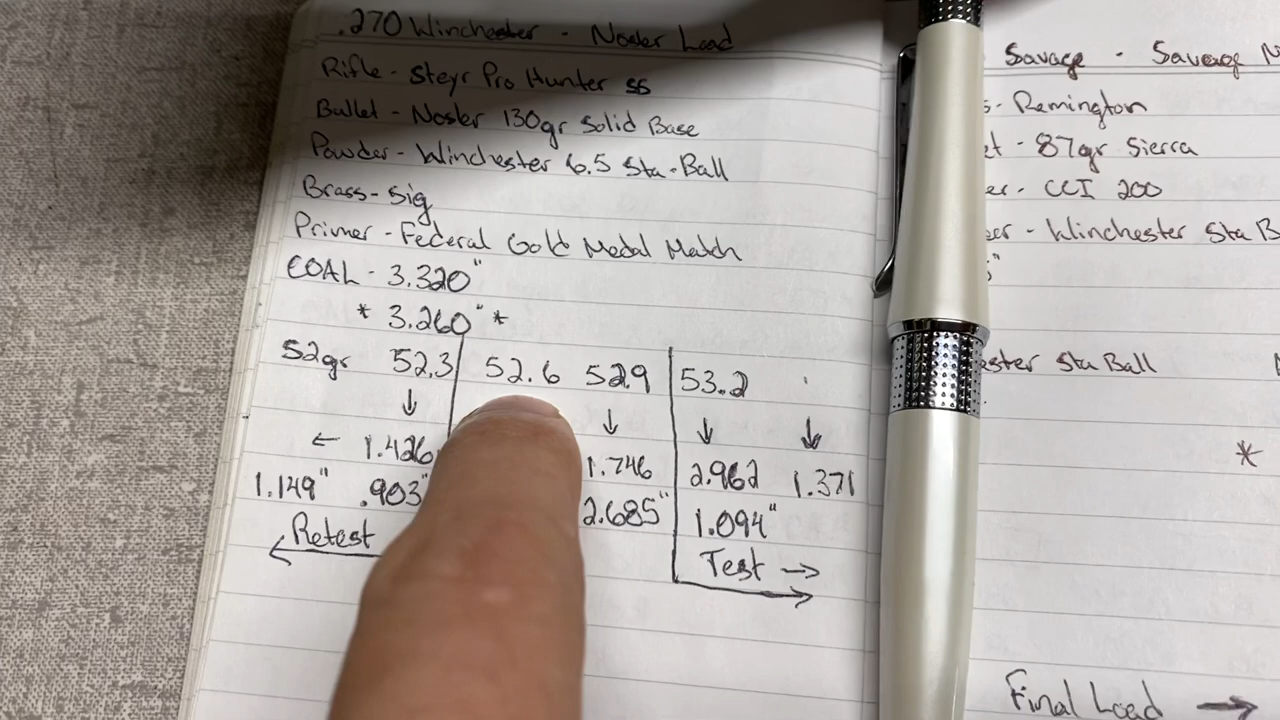 .270 Winchester - Nosler Load
Rifle - Steyr Pro Hunter SS
Bullet - Nosler 130gr Solid Base
Powder - Winchester 6.5 Sta-Ball
Brass - Sig
Primer - Federal Gold Medal Match
COAL - 3.320"
* 3.260" *
52gr 52.3 52.6 52.9 53.2
↓ ↓ ↓ ↓
← 1.426 1.746 2.962 1.371
1.149" .903" 2.685" 1.094"
Retest Test →
Savage - Savage
- Remington
- 87gr Sierra
- CCI 200
- Winchester Sta B
Sta Ball
*
Final Load →